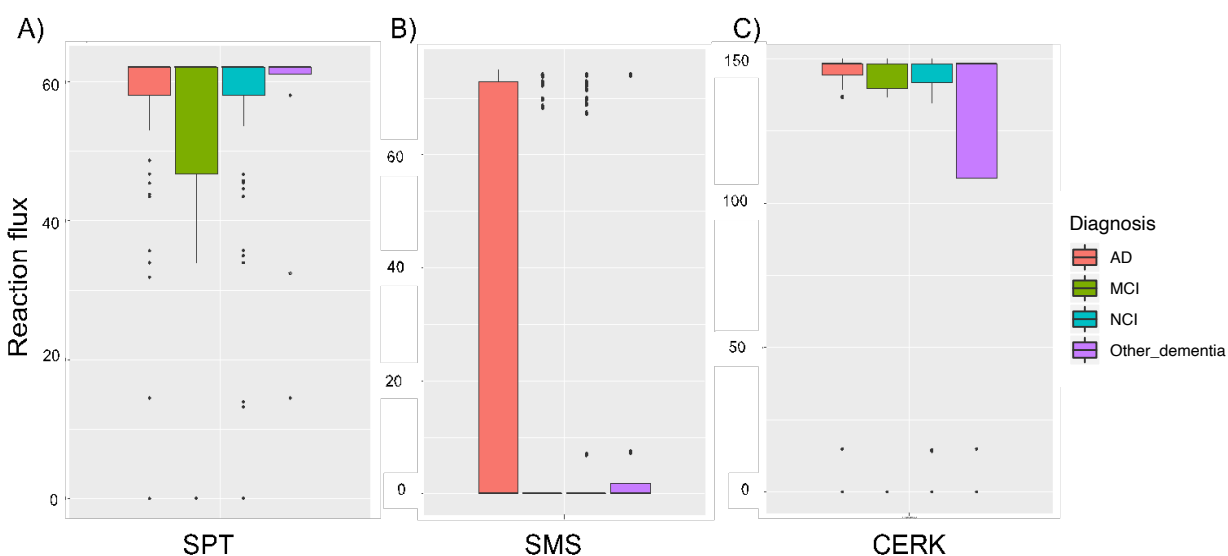 A)
B)
C)
Reaction flux
60
40
20
0
60
40
20
0
150
100
50
0
SPT
SMS
CERK
Diagnosis
AD
MCI
NCI
Other_dementia